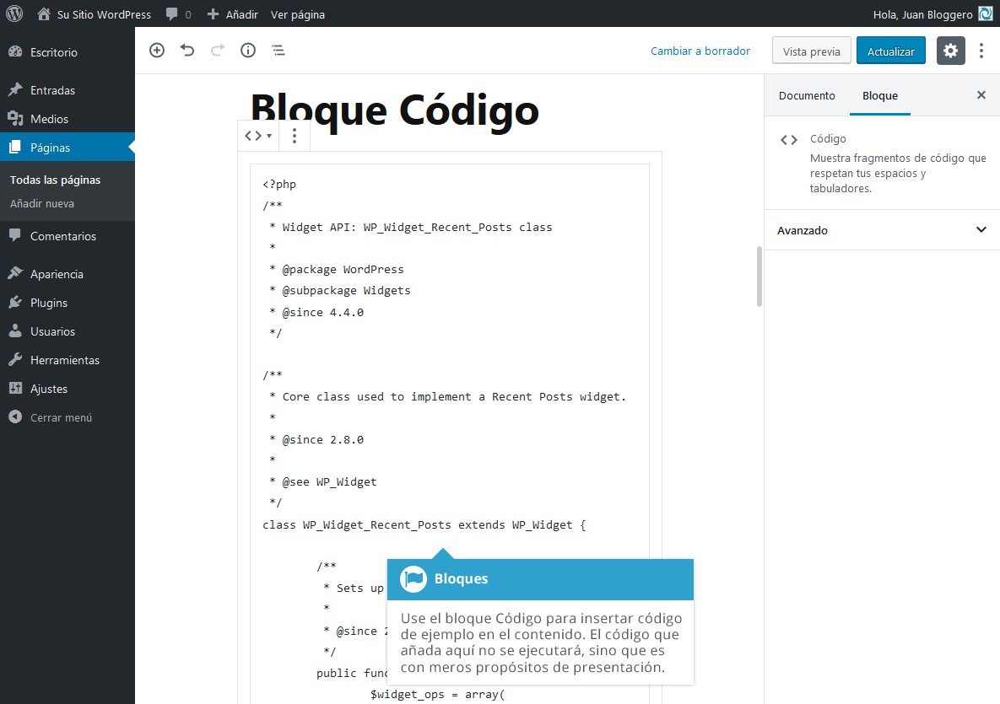 Su Sitio WordPress 0 Añadir Ver página Hola, Juan Bloggero
Escritorio
Entradas
Medios
Páginas
Todas las páginas
Añadir nueva
Comentarios
Apariencia
Plugins
Usuarios
Herramientas
Ajustes
Cerrar menú
Cambiar a borrador Vista previa Actualizar
Bloque Código
<?php
/**
 * Widget API: WP_Widget_Recent_Posts class
 *
 * @package WordPress
 * @subpackage Widgets
 * @since 4.4.0
 */

/**
 * Core class used to implement a Recent Posts widget.
 *
 * @since 2.8.0
 *
 * @see WP_Widget
 */
class WP_Widget_Recent_Posts extends WP_Widget {

        /**
         * Sets up
         *
         * @since 2
         */
        public func
                $widget_ops = array(
Bloques
Use el bloque Código para insertar código
de ejemplo en el contenido. El código que
añada aquí no se ejecutará, sino que es
con meros propósitos de presentación.
Documento Bloque
Código
Muestra fragmentos de código que
respetan tus espacios y
tabuladores.
Avanzado